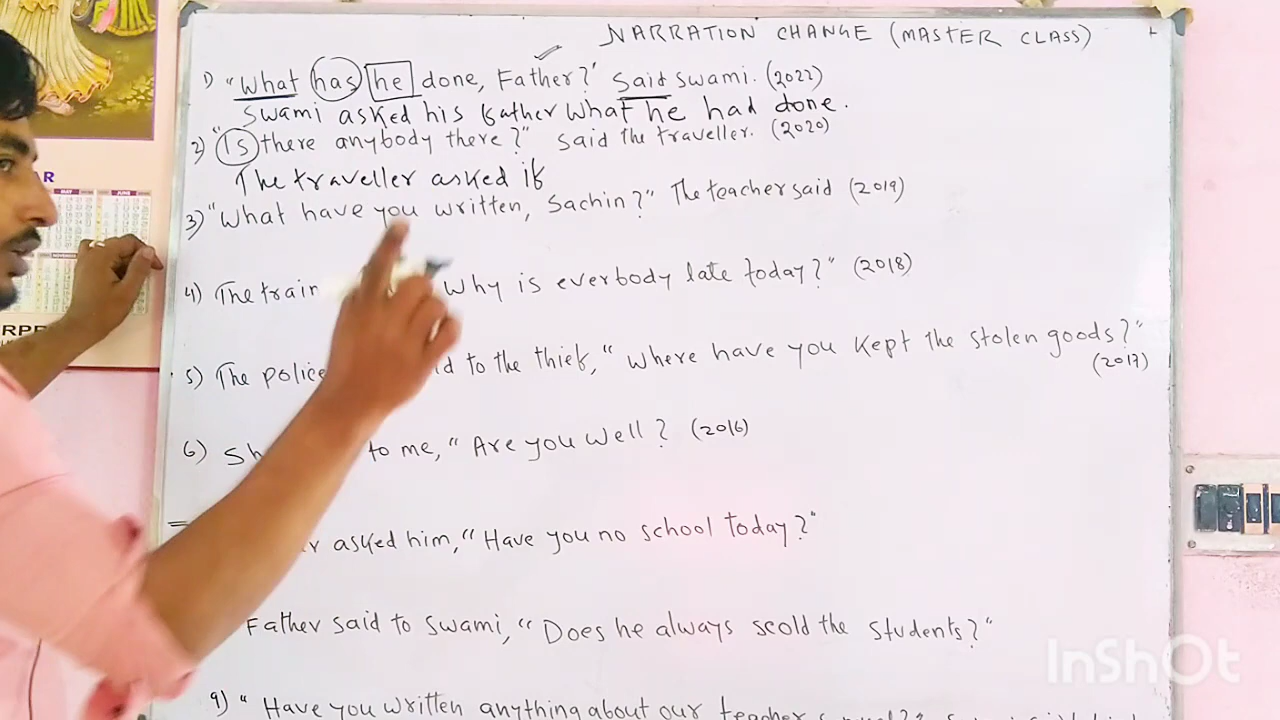 NARRATION CHANGE (MASTER CLASS)
1) "What has he done, Father?' Said Swami. (2022)
Swami asked his father what he had done.
2) "Is there anybody there?" Said the traveller. (2020)
The traveller asked if
3) "What have you written, Sachin?" The teacher said (2019)
4) The train Why is everbody late today?" (2018)
5) The police to the thief, "Where have you kept the stolen goods?"
(2017)
6) to me, "Are you well? (2016)
asked him, "Have you no school today?"
Father said to Swami, "Does he always scold the students?"
9) "Have you written anything about our
MAY JUNE
InShOt